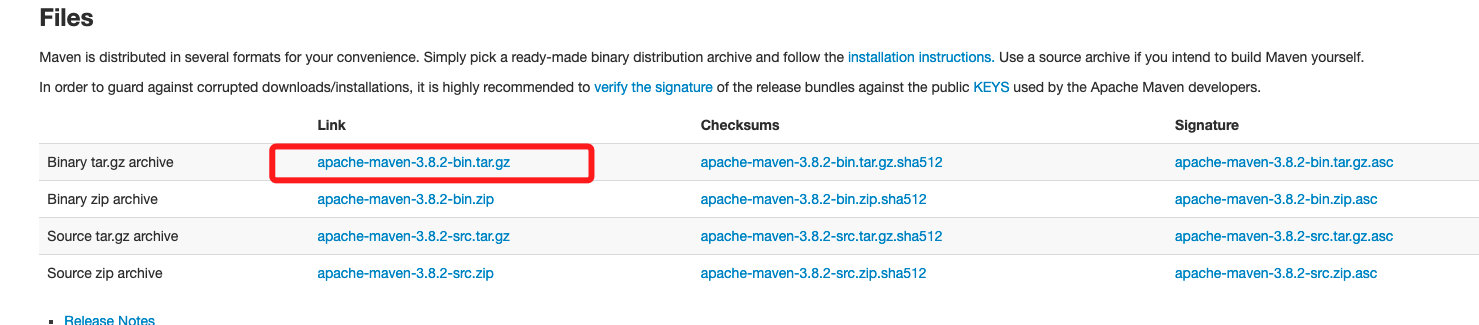 Files
Maven is distributed in several formats for your convenience. Simply pick a ready-made binary distribution archive and follow the installation instructions. Use a source archive if you intend to build Maven yourself.
In order to guard against corrupted downloads/installations, it is highly recommended to verify the signature of the release bundles against the public KEYS used by the Apache Maven developers.
Link Checksums Signature
Binary tar.gz archive apache-maven-3.8.2-bin.tar.gz apache-maven-3.8.2-bin.tar.gz.sha512 apache-maven-3.8.2-bin.tar.gz.asc
Binary zip archive apache-maven-3.8.2-bin.zip apache-maven-3.8.2-bin.zip.sha512 apache-maven-3.8.2-bin.zip.asc
Source tar.gz archive apache-maven-3.8.2-src.tar.gz apache-maven-3.8.2-src.tar.gz.sha512 apache-maven-3.8.2-src.tar.gz.asc
Source zip archive apache-maven-3.8.2-src.zip apache-maven-3.8.2-src.zip.sha512 apache-maven-3.8.2-src.zip.asc
Release Notes